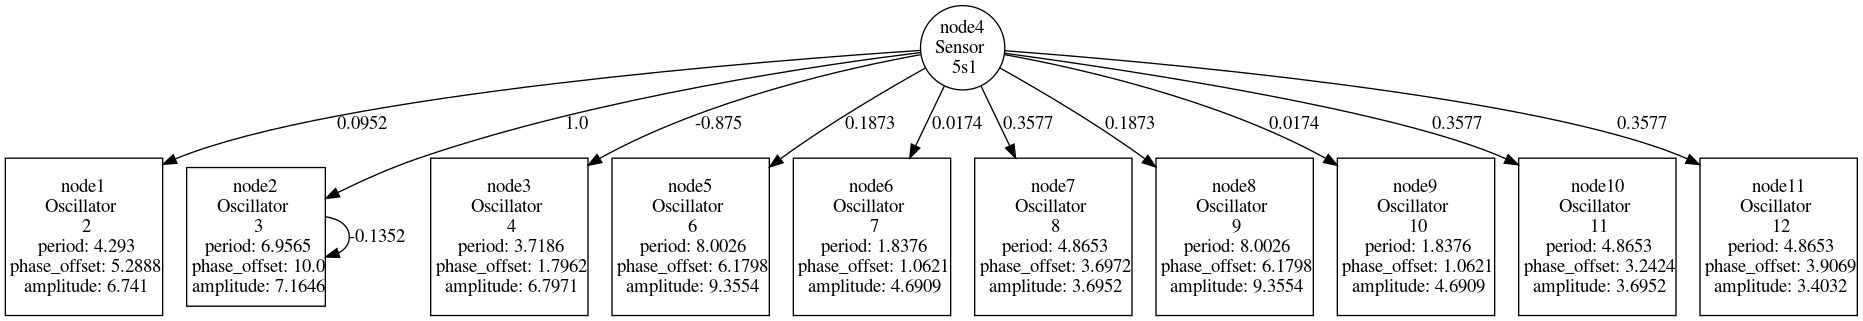 node4
Sensor
5s1
0.0952
1.0
-0.875
0.1873
0.0174
0.3577
0.1873
0.0174
0.3577
0.3577
node1
Oscillator
2
period: 4.293
phase_offset: 5.2888
amplitude: 6.741
node2
Oscillator
3
period: 6.9565
phase_offset: 10.0
amplitude: 7.1646
-0.1352
node3
Oscillator
4
period: 3.7186
phase_offset: 1.7962
amplitude: 6.7971
node5
Oscillator
6
period: 8.0026
phase_offset: 6.1798
amplitude: 9.3554
node6
Oscillator
7
period: 1.8376
phase_offset: 1.0621
amplitude: 4.6909
node7
Oscillator
8
period: 4.8653
phase_offset: 3.6972
amplitude: 3.6952
node8
Oscillator
9
period: 8.0026
phase_offset: 6.1798
amplitude: 9.3554
node9
Oscillator
10
period: 1.8376
phase_offset: 1.0621
amplitude: 4.6909
node10
Oscillator
11
period: 4.8653
phase_offset: 3.2424
amplitude: 3.6952
node11
Oscillator
12
period: 4.8653
phase_offset: 3.9069
amplitude: 3.4032